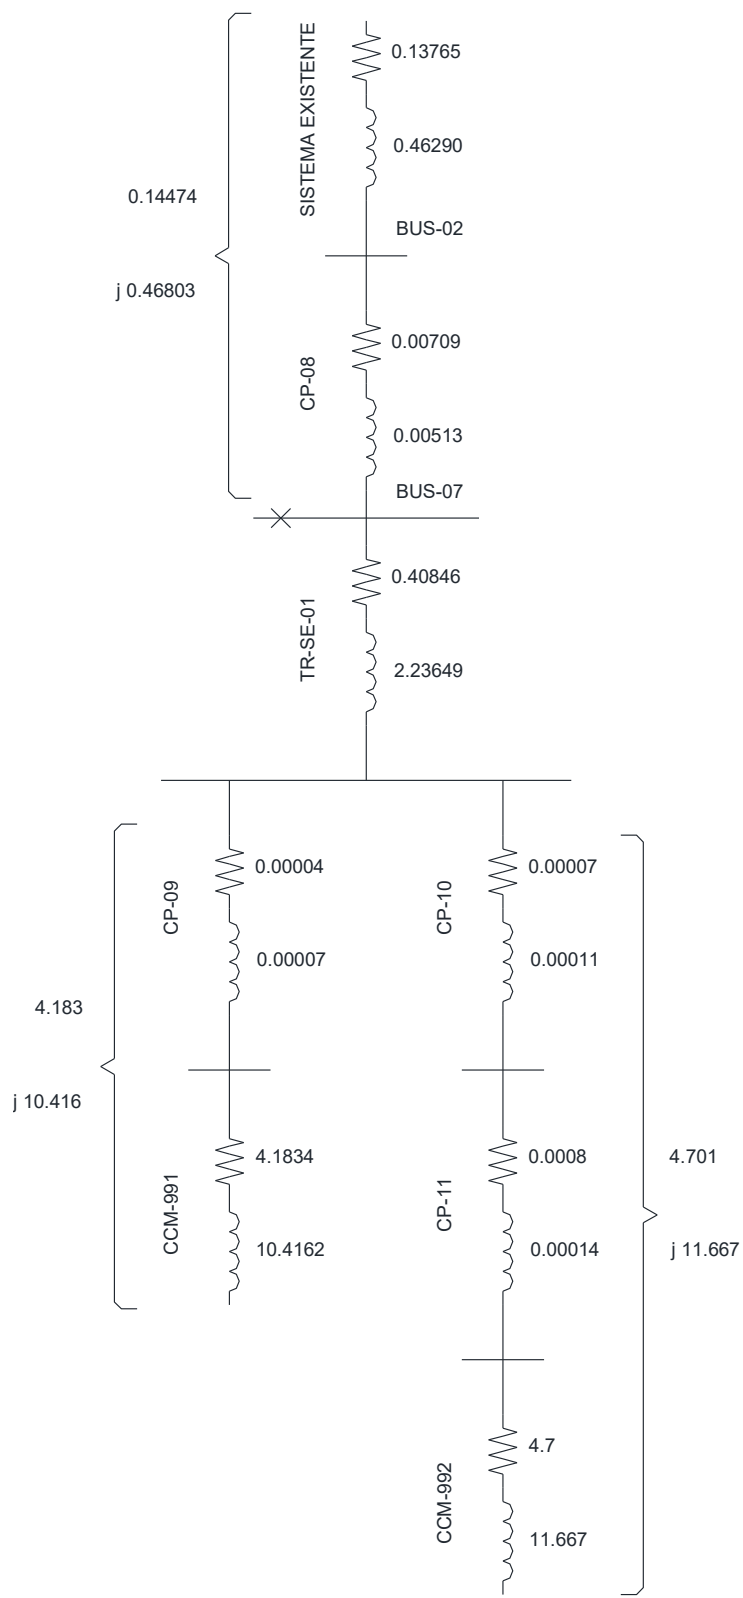 SISTEMA EXISTENTE
0.13765
0.46290
0.14474
j 0.46803
BUS-02
CP-08
0.00709
0.00513
BUS-07
TR-SE-01
0.40846
2.23649
CP-09
0.00004
0.00007
CP-10
0.00007
0.00011
4.183
j 10.416
CCM-991
4.1834
10.4162
CP-11
0.0008
0.00014
4.701
j 11.667
CCM-992
4.7
11.667